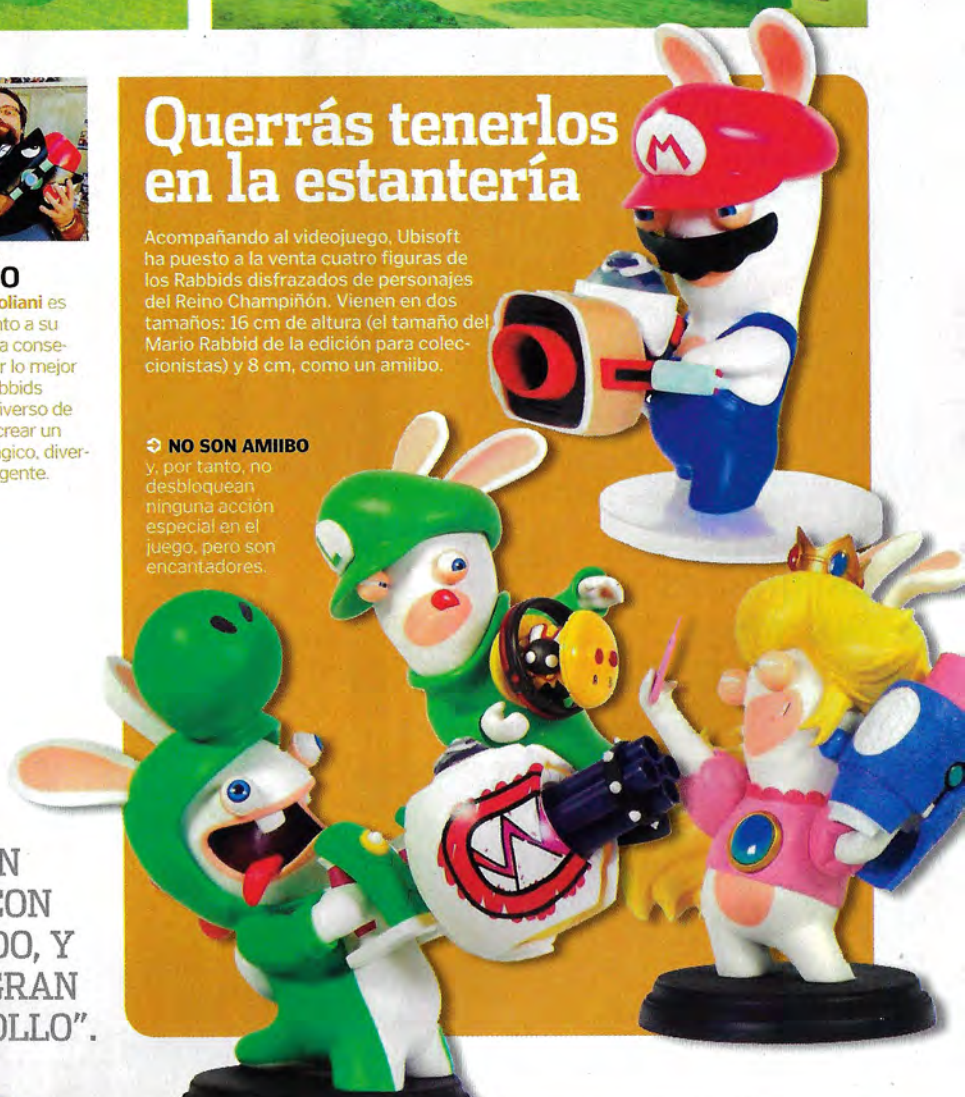 Querrás tenerlos
en la estantería
Acompañando al videojuego, Ubisoft
ha puesto a la venta cuatro figuras de
los Rabbids disfrazados de personajes
del Reino Champiñón. Vienen en dos
tamaños: 16 cm de altura (el tamaño del
Mario Rabbid de la edición para colec-
cionistas) y 8 cm, como un amiibo.
NO SON AMIIBO
y, por tanto, no
desbloquean
ninguna acción
especial en el
juego, pero son
encantadores.
O
oliani es
nto a su
a conse-
r lo mejor
bbids
iverso de
crear un
gico, diver-
gente.
N
CON
DO, Y
GRAN
OLLO".
M
L